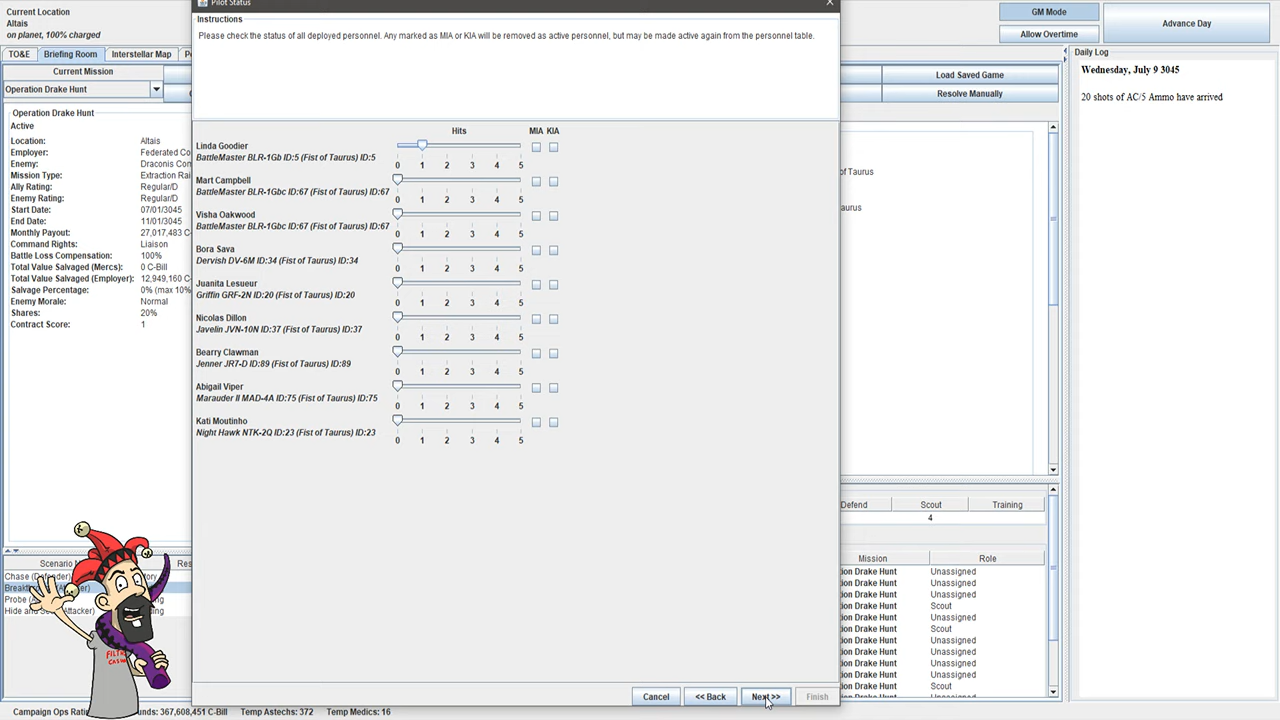 Current Location
Altais
on planet, 100% charged
Pilot Status
GM Mode
Allow Overtime
Advance Day
TO&E
Briefing Room
Interstellar Map
Current Mission
Operation Drake Hunt
Load Saved Game
Resolve Manually
Daily Log
Wednesday, July 9 3045
20 shots of AC/5 Ammo have arrived
Instructions
Please check the status of all deployed personnel. Any marked as MIA or KIA will be removed as active personnel, but may be made active again from the personnel table.
Operation Drake Hunt
Active
Location: Altais
Employer: Federated Co
Enemy: Draconis Com
Mission Type: Extraction Rai
Ally Rating: Regular/D
Enemy Rating: Regular/D
Start Date: 07/01/3045
End Date: 11/01/3045
Monthly Payout: 27,017,483 C-
Command Rights: Liaison
Battle Loss Compensation: 100%
Total Value Salvaged (Mercs) 0 C-Bill
Total Value Salvaged (Employer) 12,949,160 C-
Salvage Percentage: 0% (max 10%
Enemy Morale: Normal
Shares: 20%
Contract Score: 1
Hits MIA KIA
Linda Goodier
BattleMaster BLR-1Gb ID:5 (Fist of Taurus) ID:5
0 1 2 3 4 5
Mart Campbell
BattleMaster BLR-1Gbc ID:67 (Fist of Taurus) ID:67
0 1 2 3 4 5
Visha Oakwood
BattleMaster BLR-1Gbc ID:67 (Fist of Taurus) ID:67
0 1 2 3 4 5
Bora Sava
Dervish DV-6M ID:34 (Fist of Taurus) ID:34
0 1 2 3 4 5
Juanita Lesueur
Griffin GRF-2N ID:20 (Fist of Taurus) ID:20
0 1 2 3 4 5
Nicolas Dillon
Javelin JVN-10N ID:37 (Fist of Taurus) ID:37
0 1 2 3 4 5
Bearry Clawman
Jenner JR7-D ID:89 (Fist of Taurus) ID:89
0 1 2 3 4 5
Abigail Viper
Marauder II MAD-4A ID:75 (Fist of Taurus) ID:75
0 1 2 3 4 5
Kati Moutinho
Night Hawk NTK-2Q ID:23 (Fist of Taurus) ID:23
0 1 2 3 4 5
of Taurus
aurus
Defend Scout Training
4
Mission Role
ion Drake Hunt Unassigned
ion Drake Hunt Unassigned
ion Drake Hunt Unassigned
ion Drake Hunt Scout
ion Drake Hunt Unassigned
ion Drake Hunt Scout
ion Drake Hunt Unassigned
ion Drake Hunt Unassigned
ion Drake Hunt Unassigned
ion Drake Hunt Unassigned
ion Drake Hunt Scout
ion Drake Hunt Unassigned
Scenario Res
Chase (Defender) tory
Probe (A
Hide and
Cancel << Back Next >> Finish
Campaign Ops Rati nds: 367,608,451 C-Bill Temp Astechs: 372 Temp Medics: 16